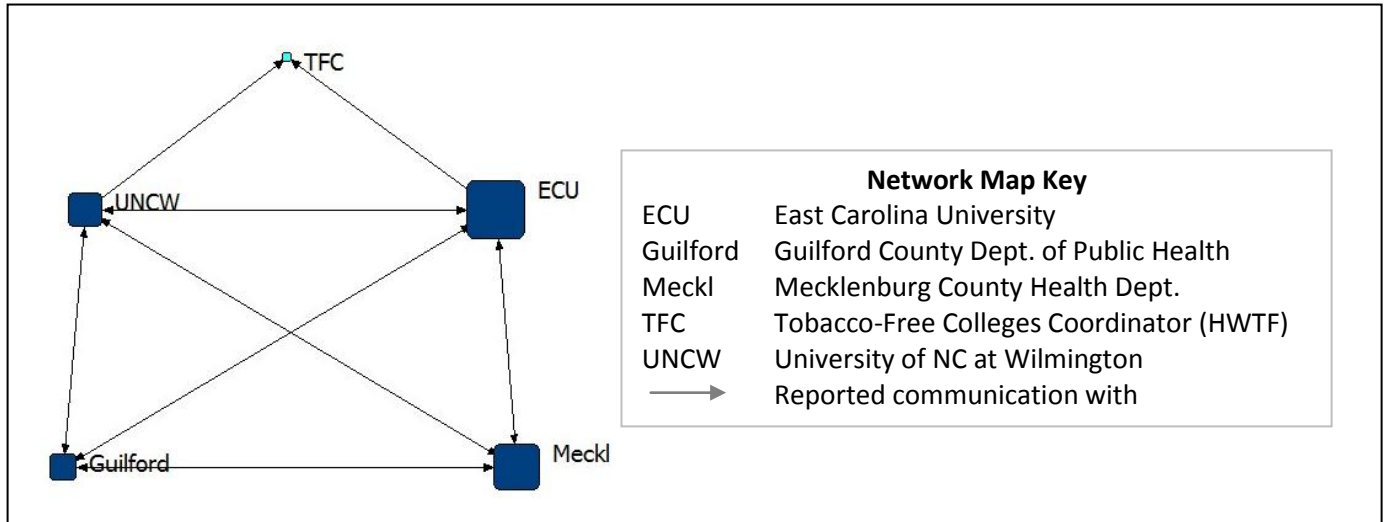 TFC
UNCW
ECU
Guilford
Meckl
Network Map Key
ECU East Carolina University
Guilford Guilford County Dept. of Public Health
Meckl Mecklenburg County Health Dept.
TFC Tobacco-Free Colleges Coordinator (HWTF)
UNCW University of NC at Wilmington
Reported communication with